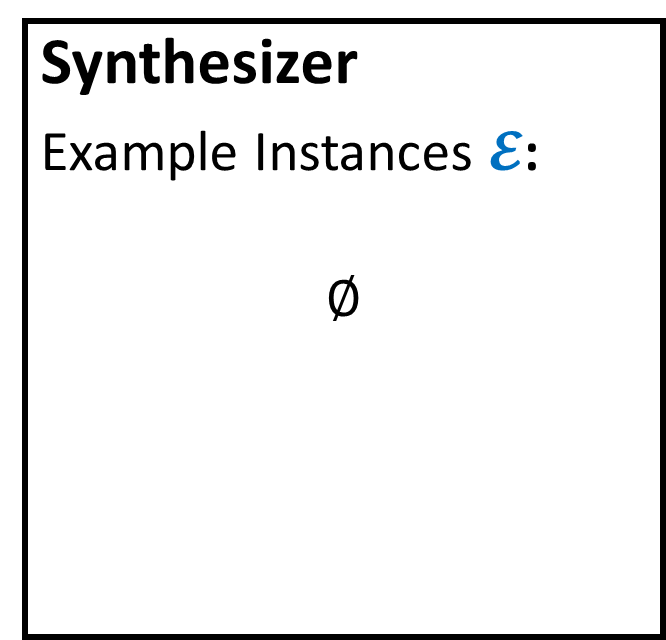 Synthesizer
Example Instances ℰ:
∅